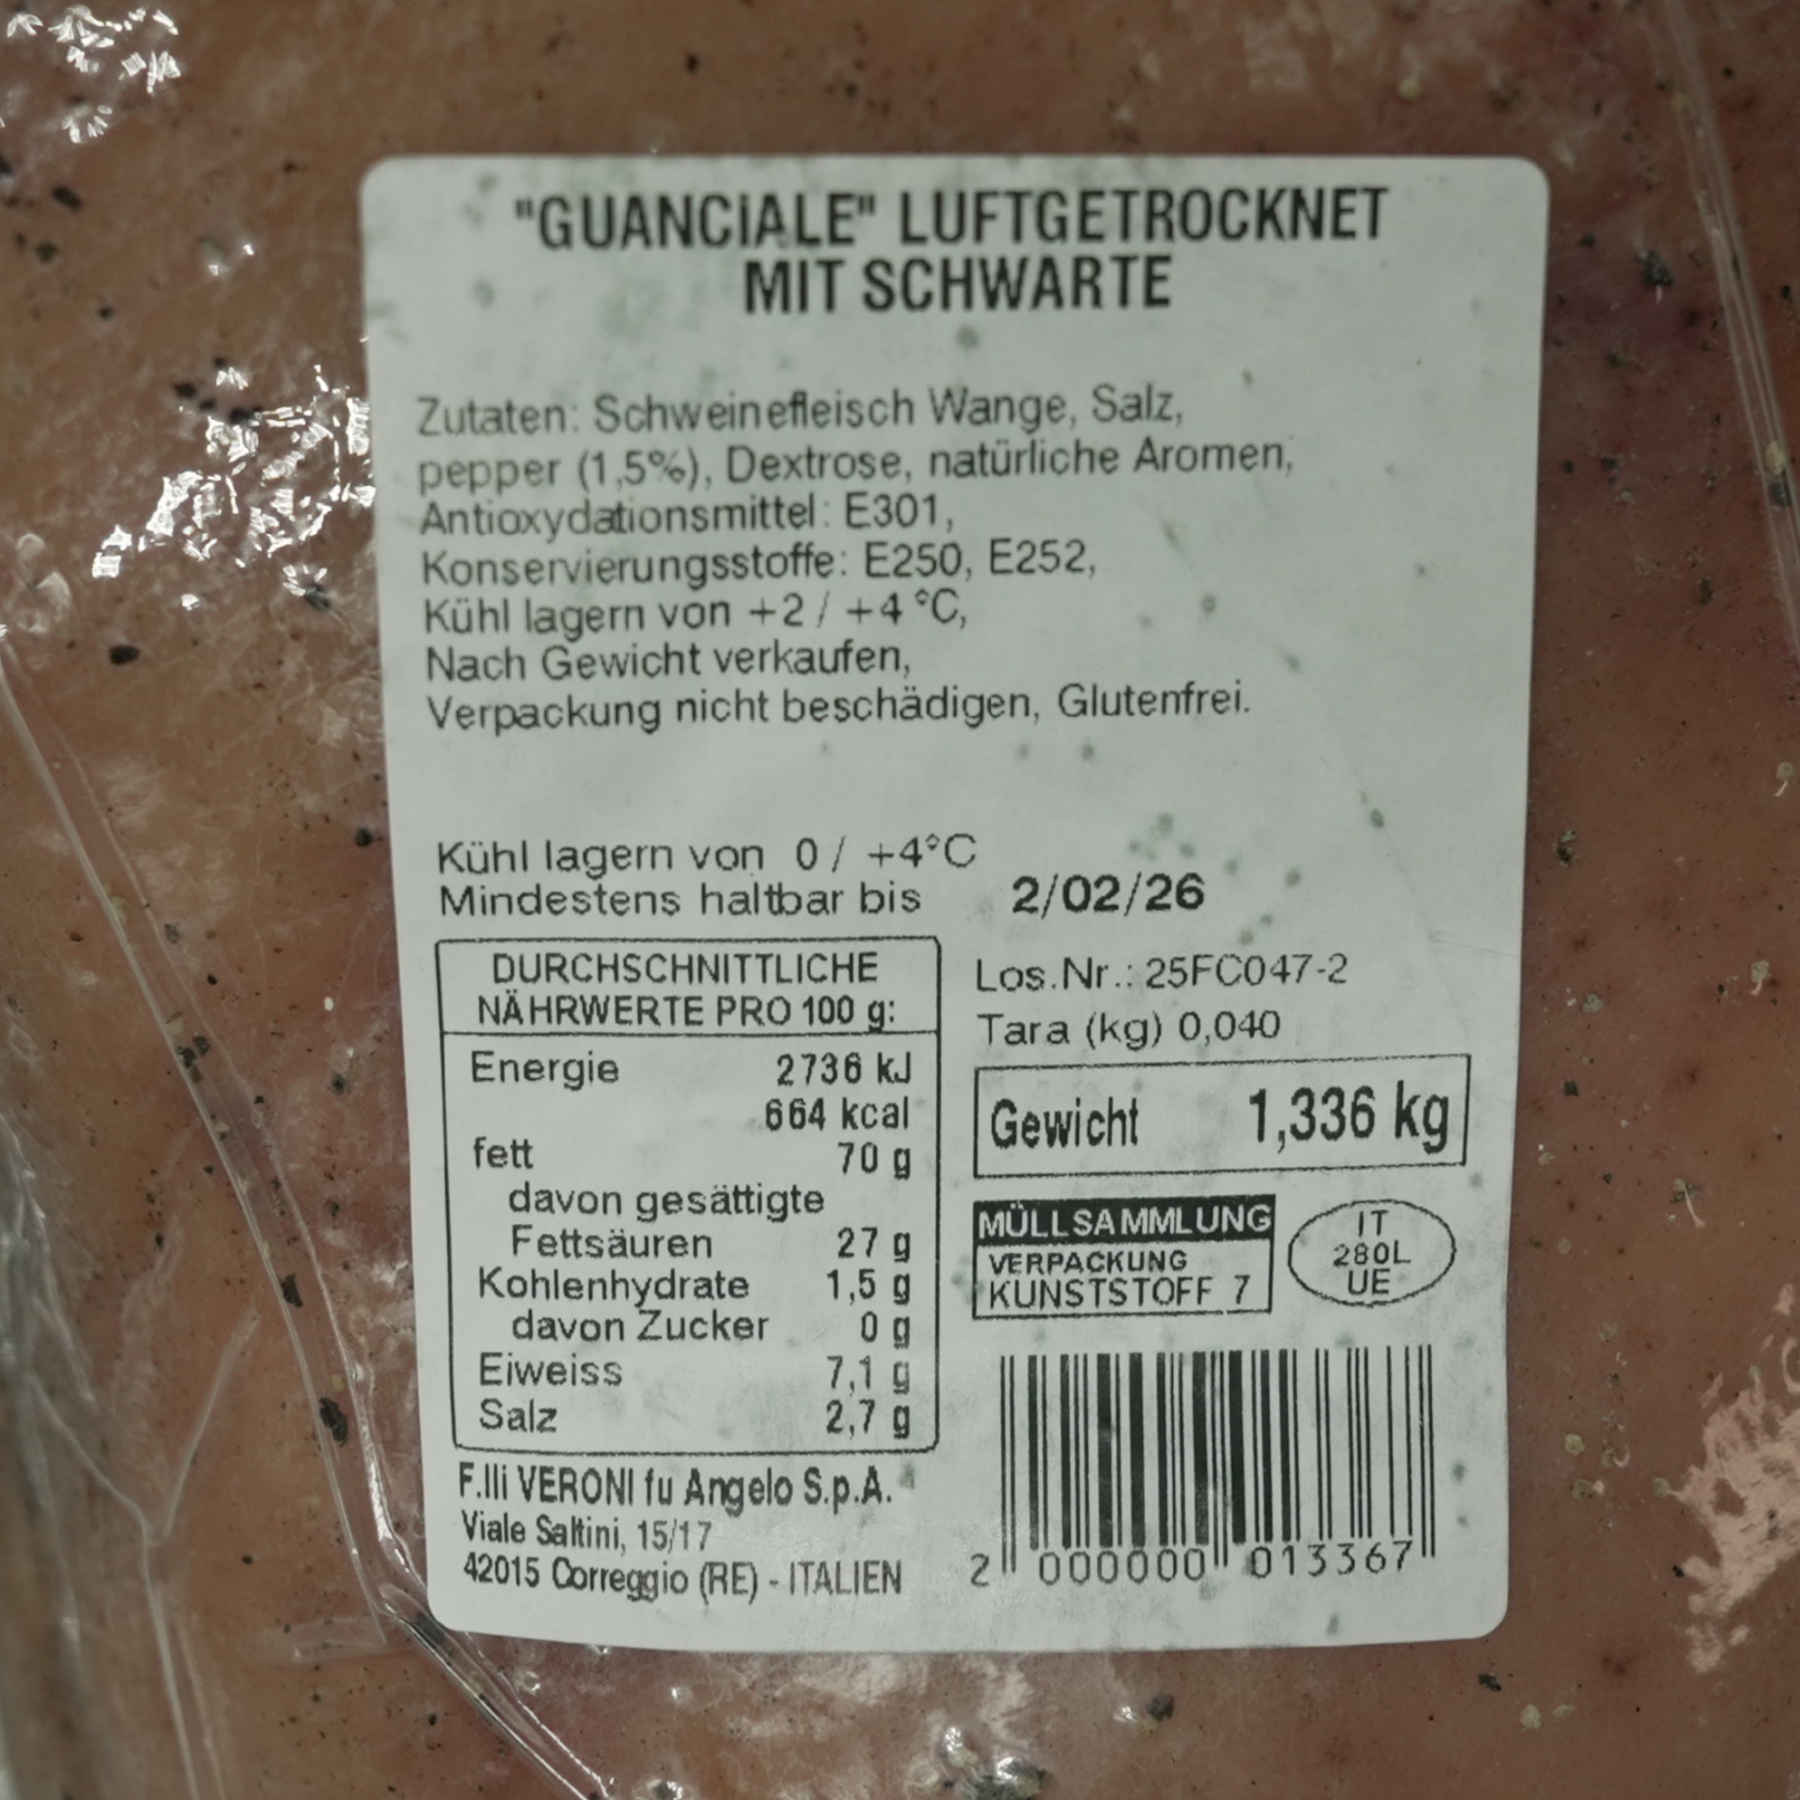 "GUANCIALE" LUFTGETROCKNET
MIT SCHWARTE
Zutaten: Schweinefleisch Wange, Salz,
pepper (1,5%), Dextrose, natürliche Aromen,
Antioxydationsmittel: E301,
Konservierungsstoffe: E250, E252,
Kühl lagern von +2 / +4 °C,
Nach Gewicht verkaufen,
Verpackung nicht beschädigen, Glutenfrei.
Kühl lagern von 0 / +4°C
Mindestens haltbar bis 2/02/26
DURCHSCHNITTLICHE
NÄHRWERTE PRO 100 g:
Energie 2736 kJ
664 kcal
fett 70 g
davon gesättigte
Fettsäuren 27 g
Kohlenhydrate 1,5 g
davon Zucker 0 g
Eiweiss 7,1 g
Salz 2,7 g
F.lli VERONI fu Angelo S.p.A.
Viale Saltini, 15/17
42015 Correggio (RE) - ITALIEN
Los.Nr.: 25FC047-2
Tara (kg) 0,040
Gewicht 1,336 kg
MÜLLSAMMLUNG
VERPACKUNG
KUNSTSTOFF 7
IT
280L
UE
2 000000 013367